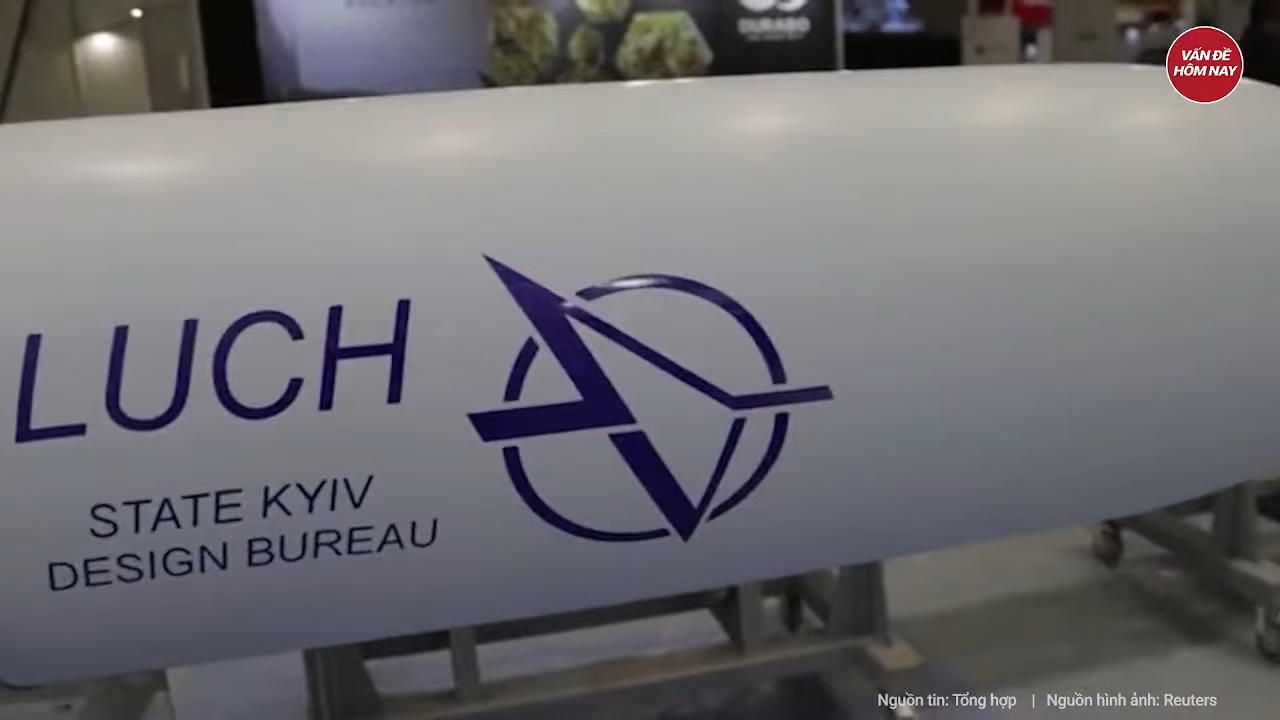 VẤN ĐỀ
HÔM NAY
LUCH
STATE KYIV
DESIGN BUREAU
Nguồn tin: Tổng hợp | Nguồn hình ảnh: Reuters